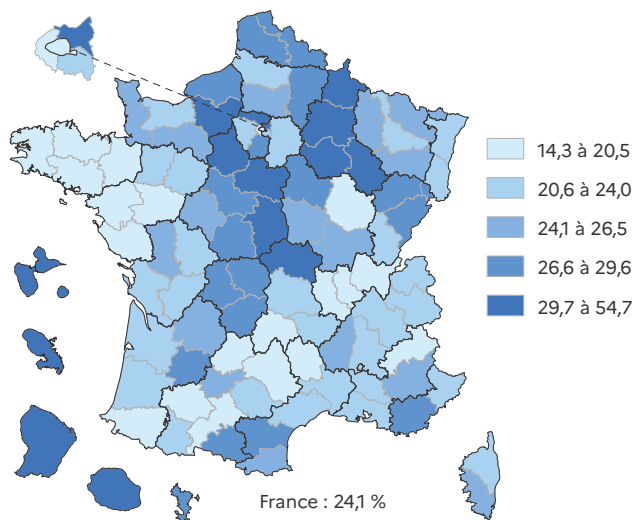 14,3 à 20,5
20,6 à 24,0
24,1 à 26,5
26,6 à 29,6
29,7 à 54,7
France : 24,1 %